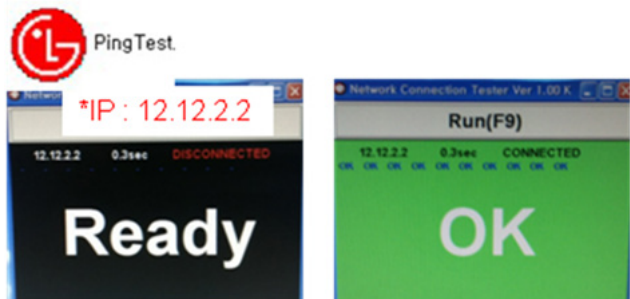 PingTest.
*IP : 12.12.2.2
12.12.2.2 0.3sec DISCONNECTED
Ready
Network Connection Tester Ver 1.00 K
Run(F9)
12.12.2.2 0.3sec CONNECTED
OK OK OK OK OK OK OK OK OK OK
OK